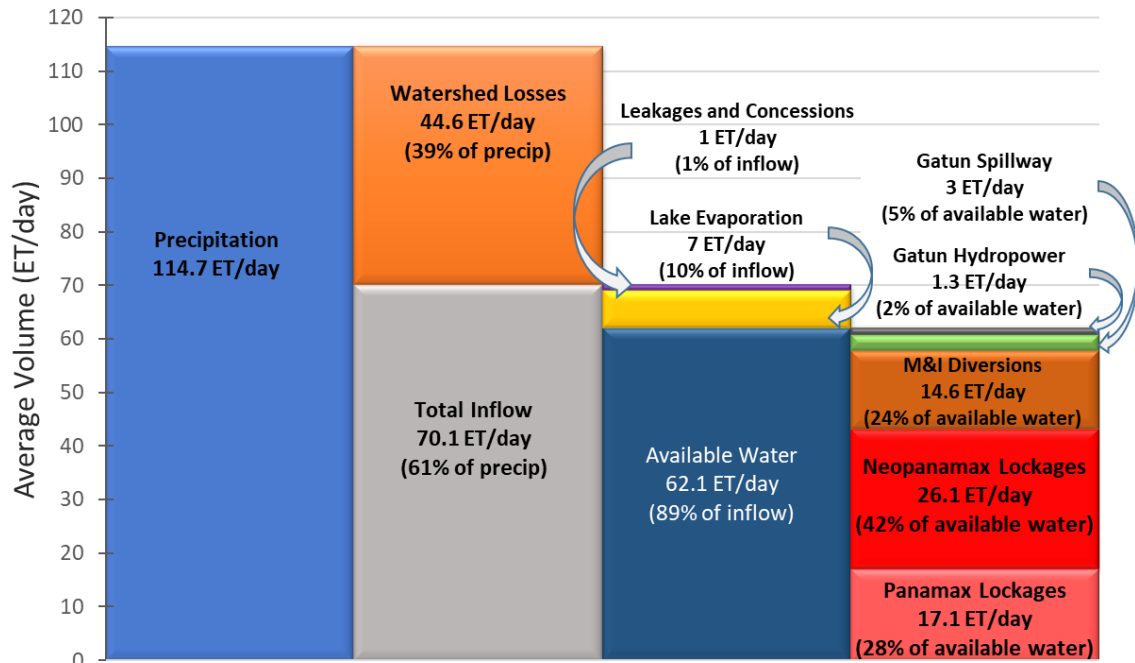 Average Volume (ET/day)
120
110
100
90
80
70
60
50
40
30
20
10
0
Precipitation
114.7 ET/day
Watershed Losses
44.6 ET/day
(39% of precip)
Total Inflow
70.1 ET/day
(61% of precip)
Leakages and Concessions
1 ET/day
(1% of inflow)
Lake Evaporation
7 ET/day
(10% of inflow)
Available Water
62.1 ET/day
(89% of inflow)
Gatun Spillway
3 ET/day
(5% of available water)
Gatun Hydropower
1.3 ET/day
(2% of available water)
M&I Diversions
14.6 ET/day
(24% of available water)
Neopanamax Lockages
26.1 ET/day
(42% of available water)
Panamax Lockages
17.1 ET/day
(28% of available water)